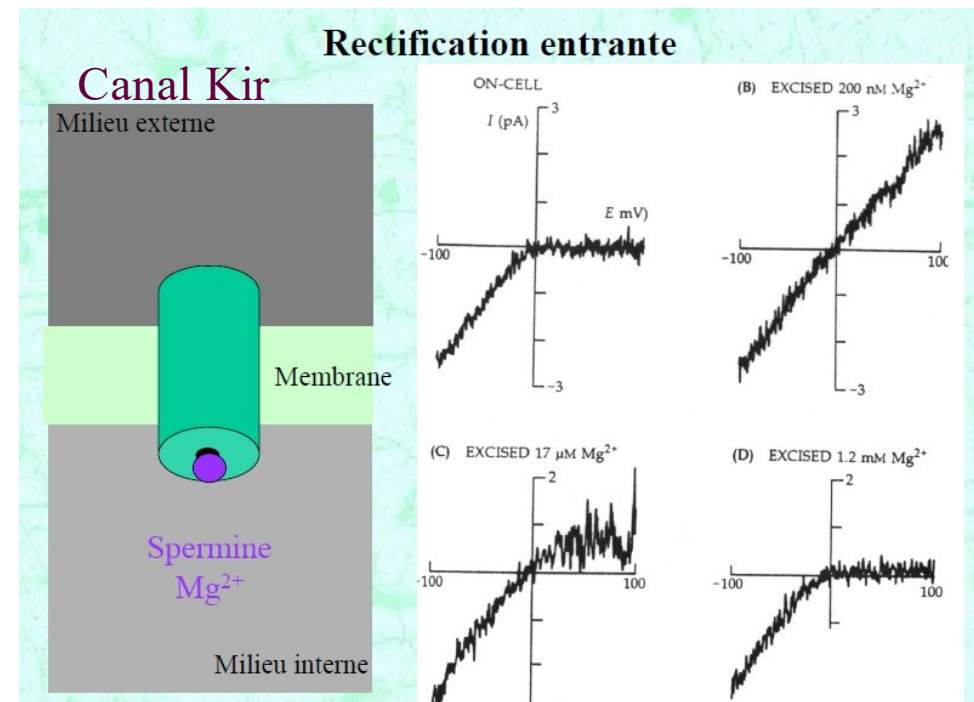 Rectification entrante
Canal Kir
Milieu externe
Membrane
Spermine
Mg²⁺
Milieu interne
ON-CELL
I (pA)
3
E mV)
-100
-3
(B) EXCISED 200 nM Mg²⁺
3
-100
100
-3
(C) EXCISED 17 μM Mg²⁺
2
-100
100
(D) EXCISED 1.2 mM Mg²⁺
2
-100
100